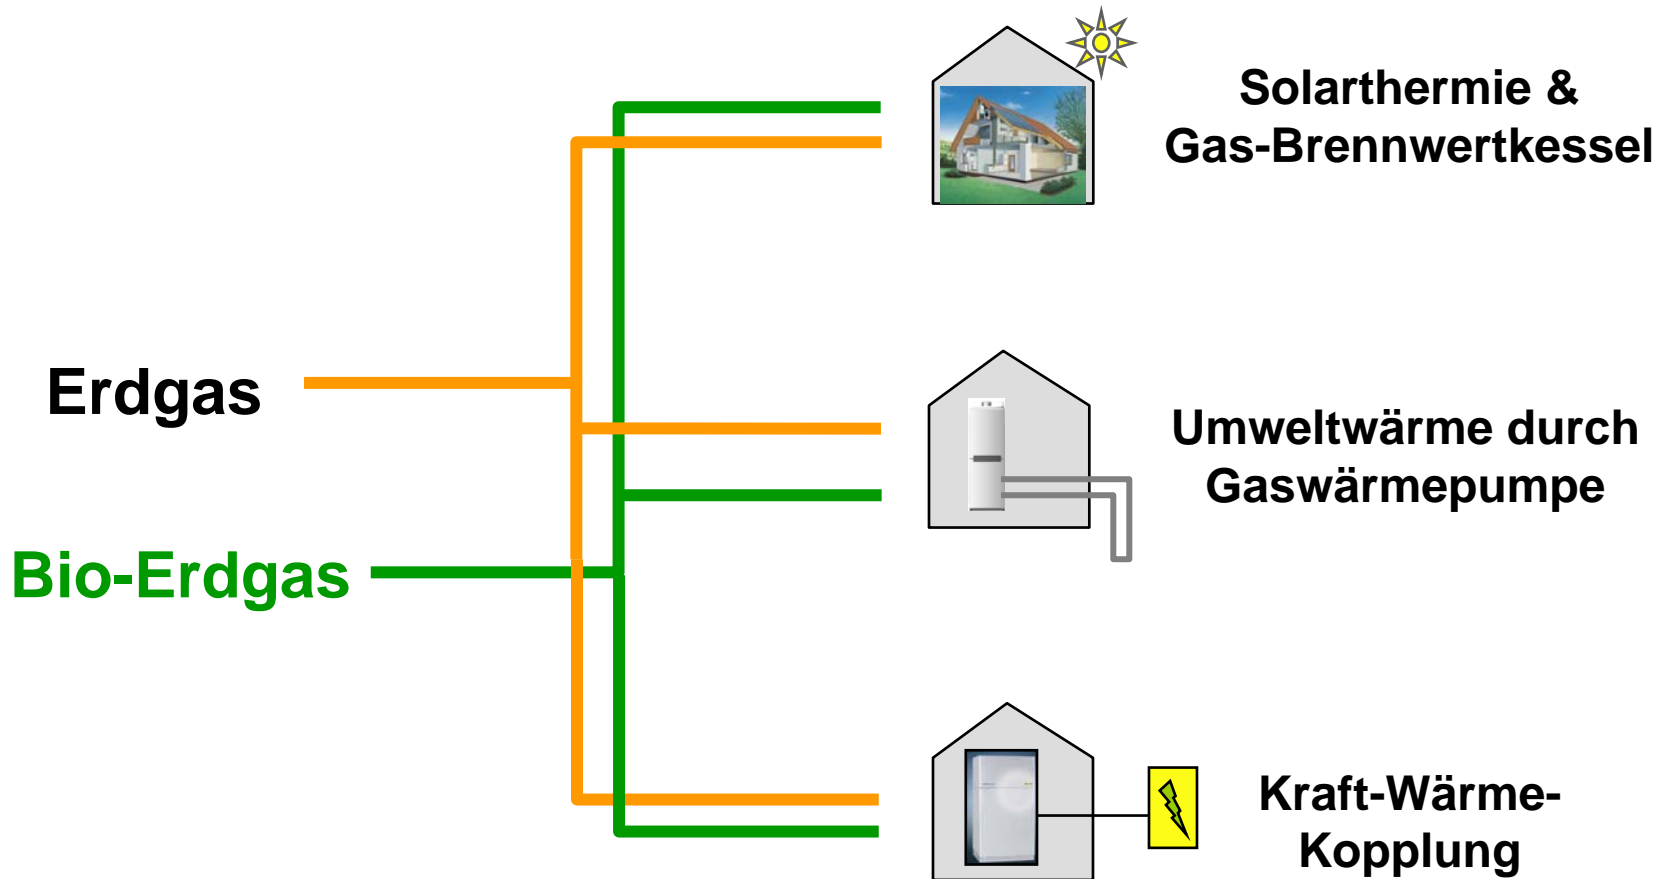 Solarthermie &
Gas-Brennwertkessel
Erdgas
Umweltwärme durch
Gaswärmepumpe
Bio-Erdgas
Kraft-Wärme-
Kopplung